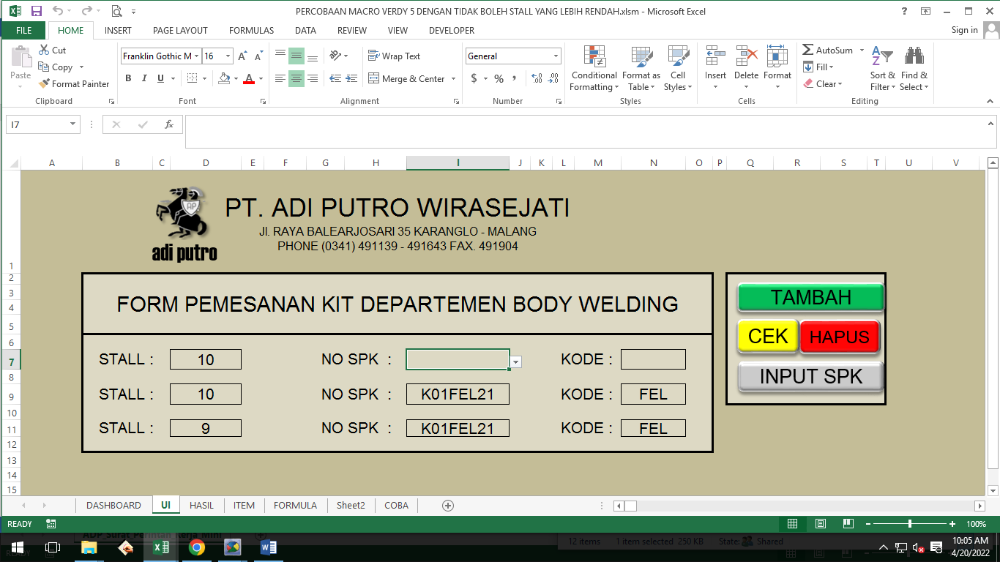 PERCOBAAN MACRO VERDY 5 DENGAN TIDAK BOLEH STALL YANG LEBIH RENDAH.xlsm - Microsoft Excel
FILE HOME INSERT PAGE LAYOUT FORMULAS DATA REVIEW VIEW DEVELOPER Sign in
Paste
Cut
Copy
Format Painter
Clipboard
Franklin Gothic M 16
B I U
Font
Wrap Text
Merge & Center
Alignment
General
$ % ,
Number
Conditional Formatting
Format as Table
Cell Styles
Styles
Insert Delete Format
Cells
AutoSum
Fill
Clear
Sort & Filter
Find & Select
Editing
I7
fx
A B C D E F G H I J K L M N O P Q R S T U V
1
2
3
4
5
6
7
8
9
10
11
12
13
14
15
AP
adi putro
PT. ADI PUTRO WIRASEJATI
Jl. RAYA BALEARJOSARI 35 KARANGLO - MALANG
PHONE (0341) 491139 - 491643 FAX. 491904
FORM PEMESANAN KIT DEPARTEMEN BODY WELDING
STALL : 10 NO SPK : KODE :
STALL : 10 NO SPK : K01FEL21 KODE : FEL
STALL : 9 NO SPK : K01FEL21 KODE : FEL
TAMBAH
CEK HAPUS
INPUT SPK
DASHBOARD UI HASIL ITEM FORMULA Sheet2 COBA
READY 100%
ADP_Surat_Perintah_Kerja_Mini
READY
12 items 1 item selected 250 KB State: Shared
10:05 AM
4/20/2022